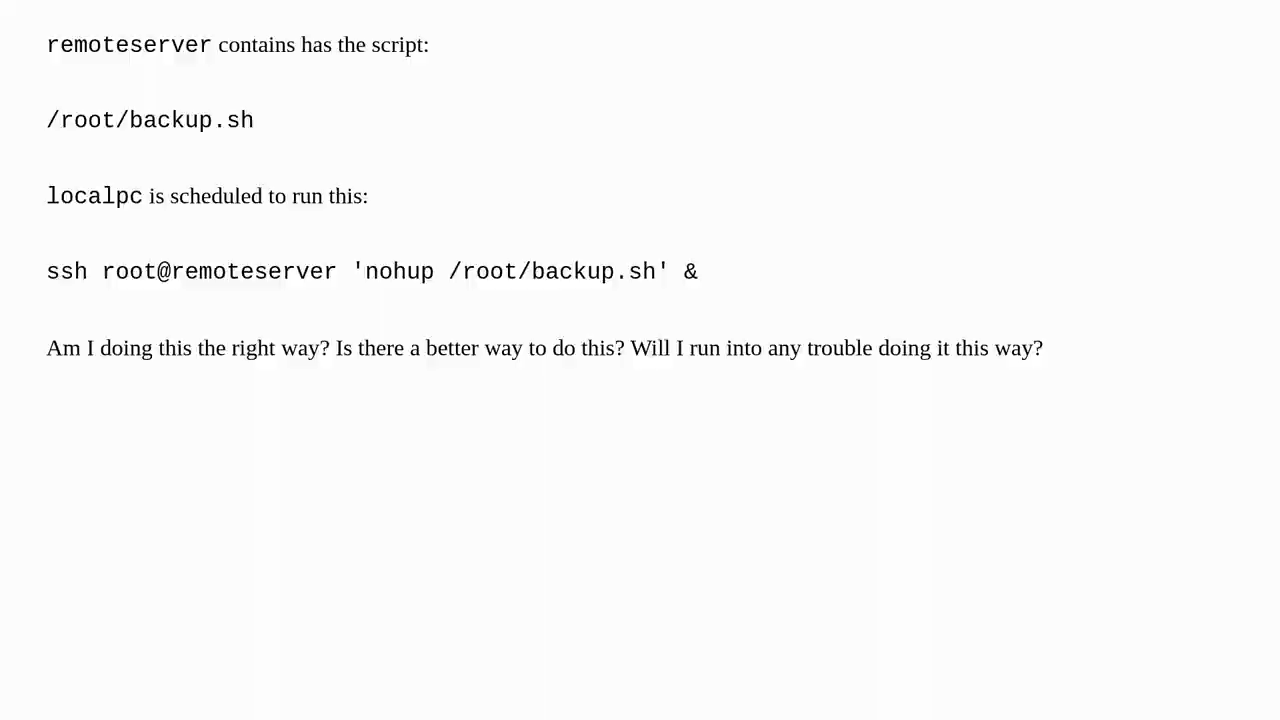 remoteserver contains has the script:
/root/backup.sh
localpc is scheduled to run this:
ssh root@remoteserver 'nohup /root/backup.sh' &
Am I doing this the right way? Is there a better way to do this? Will I run into any trouble doing it this way?